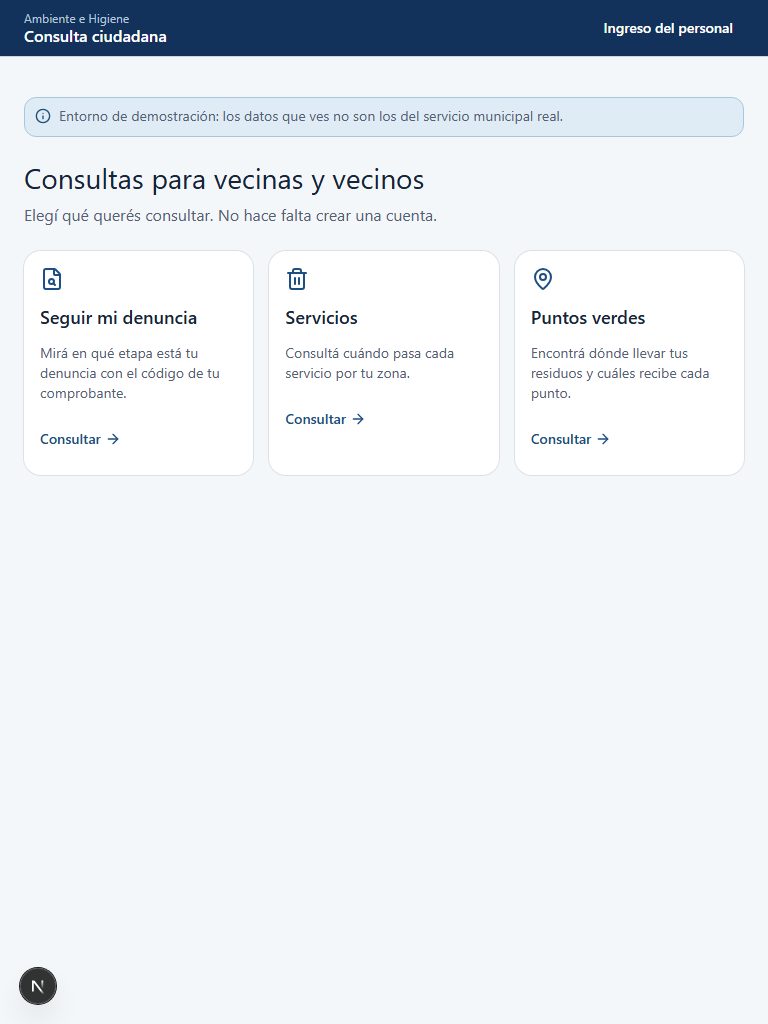 Ambiente e Higiene
Consulta ciudadana
Ingreso del personal
Entorno de demostración: los datos que ves no son los del servicio municipal real.
Consultas para vecinas y vecinos
Elegí qué querés consultar. No hace falta crear una cuenta.
Seguir mi denuncia
Mirá en qué etapa está tu
denuncia con el código de tu
comprobante.
Consultar →
Servicios
Consultá cuándo pasa cada
servicio por tu zona.
Consultar →
Puntos verdes
Encontrá dónde llevar tus
residuos y cuáles recibe cada
punto.
Consultar →
N